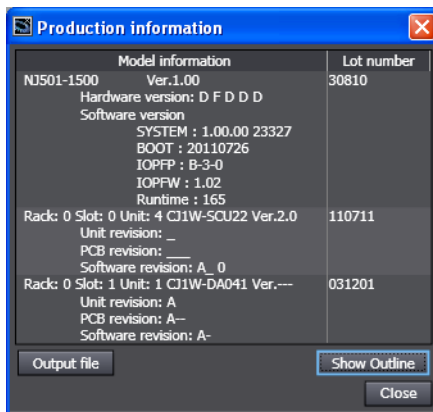 Production information
Model information Lot number
NJ501-1500 Ver.1.00 30810
Hardware version: D F D D D
Software version
SYSTEM : 1.00.00 23327
BOOT : 20110726
IOPFP : B-3-0
IOPFW : 1.02
Runtime : 165
Rack: 0 Slot: 0 Unit: 4 CJ1W-SCU22 Ver.2.0 110711
Unit revision: _
PCB revision: ___
Software revision: A_ 0
Rack: 0 Slot: 1 Unit: 1 CJ1W-DA041 Ver.--- 031201
Unit revision: A
PCB revision: A--
Software revision: A-
Output file Show Outline
Close